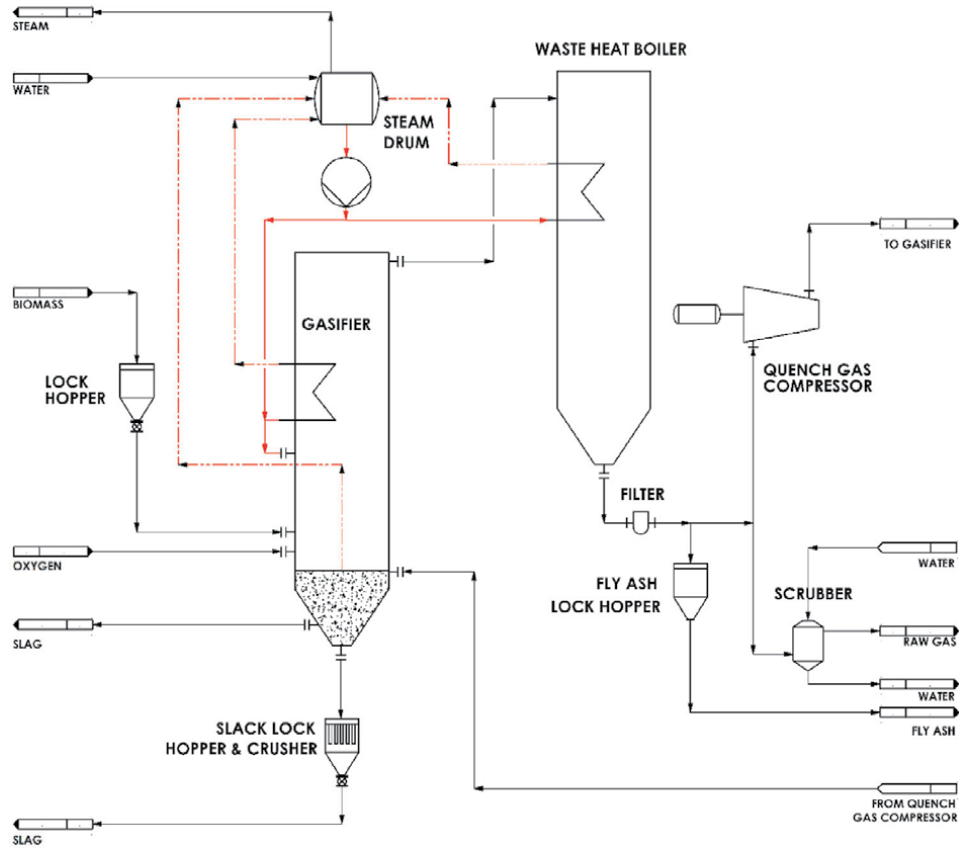 STEAM
WASTE HEAT BOILER
WATER
STEAM
DRUM
TO GASIFIER
BIOMASS
GASIFIER
LOCK
HOPPER
QUENCH GAS
COMPRESSOR
FILTER
OXYGEN
WATER
FLY ASH
LOCK HOPPER
SCRUBBER
SLAG
RAW GAS
WATER
SLACK LOCK
HOPPER & CRUSHER
FLY ASH
FROM QUENCH
GAS COMPRESSOR
SLAG